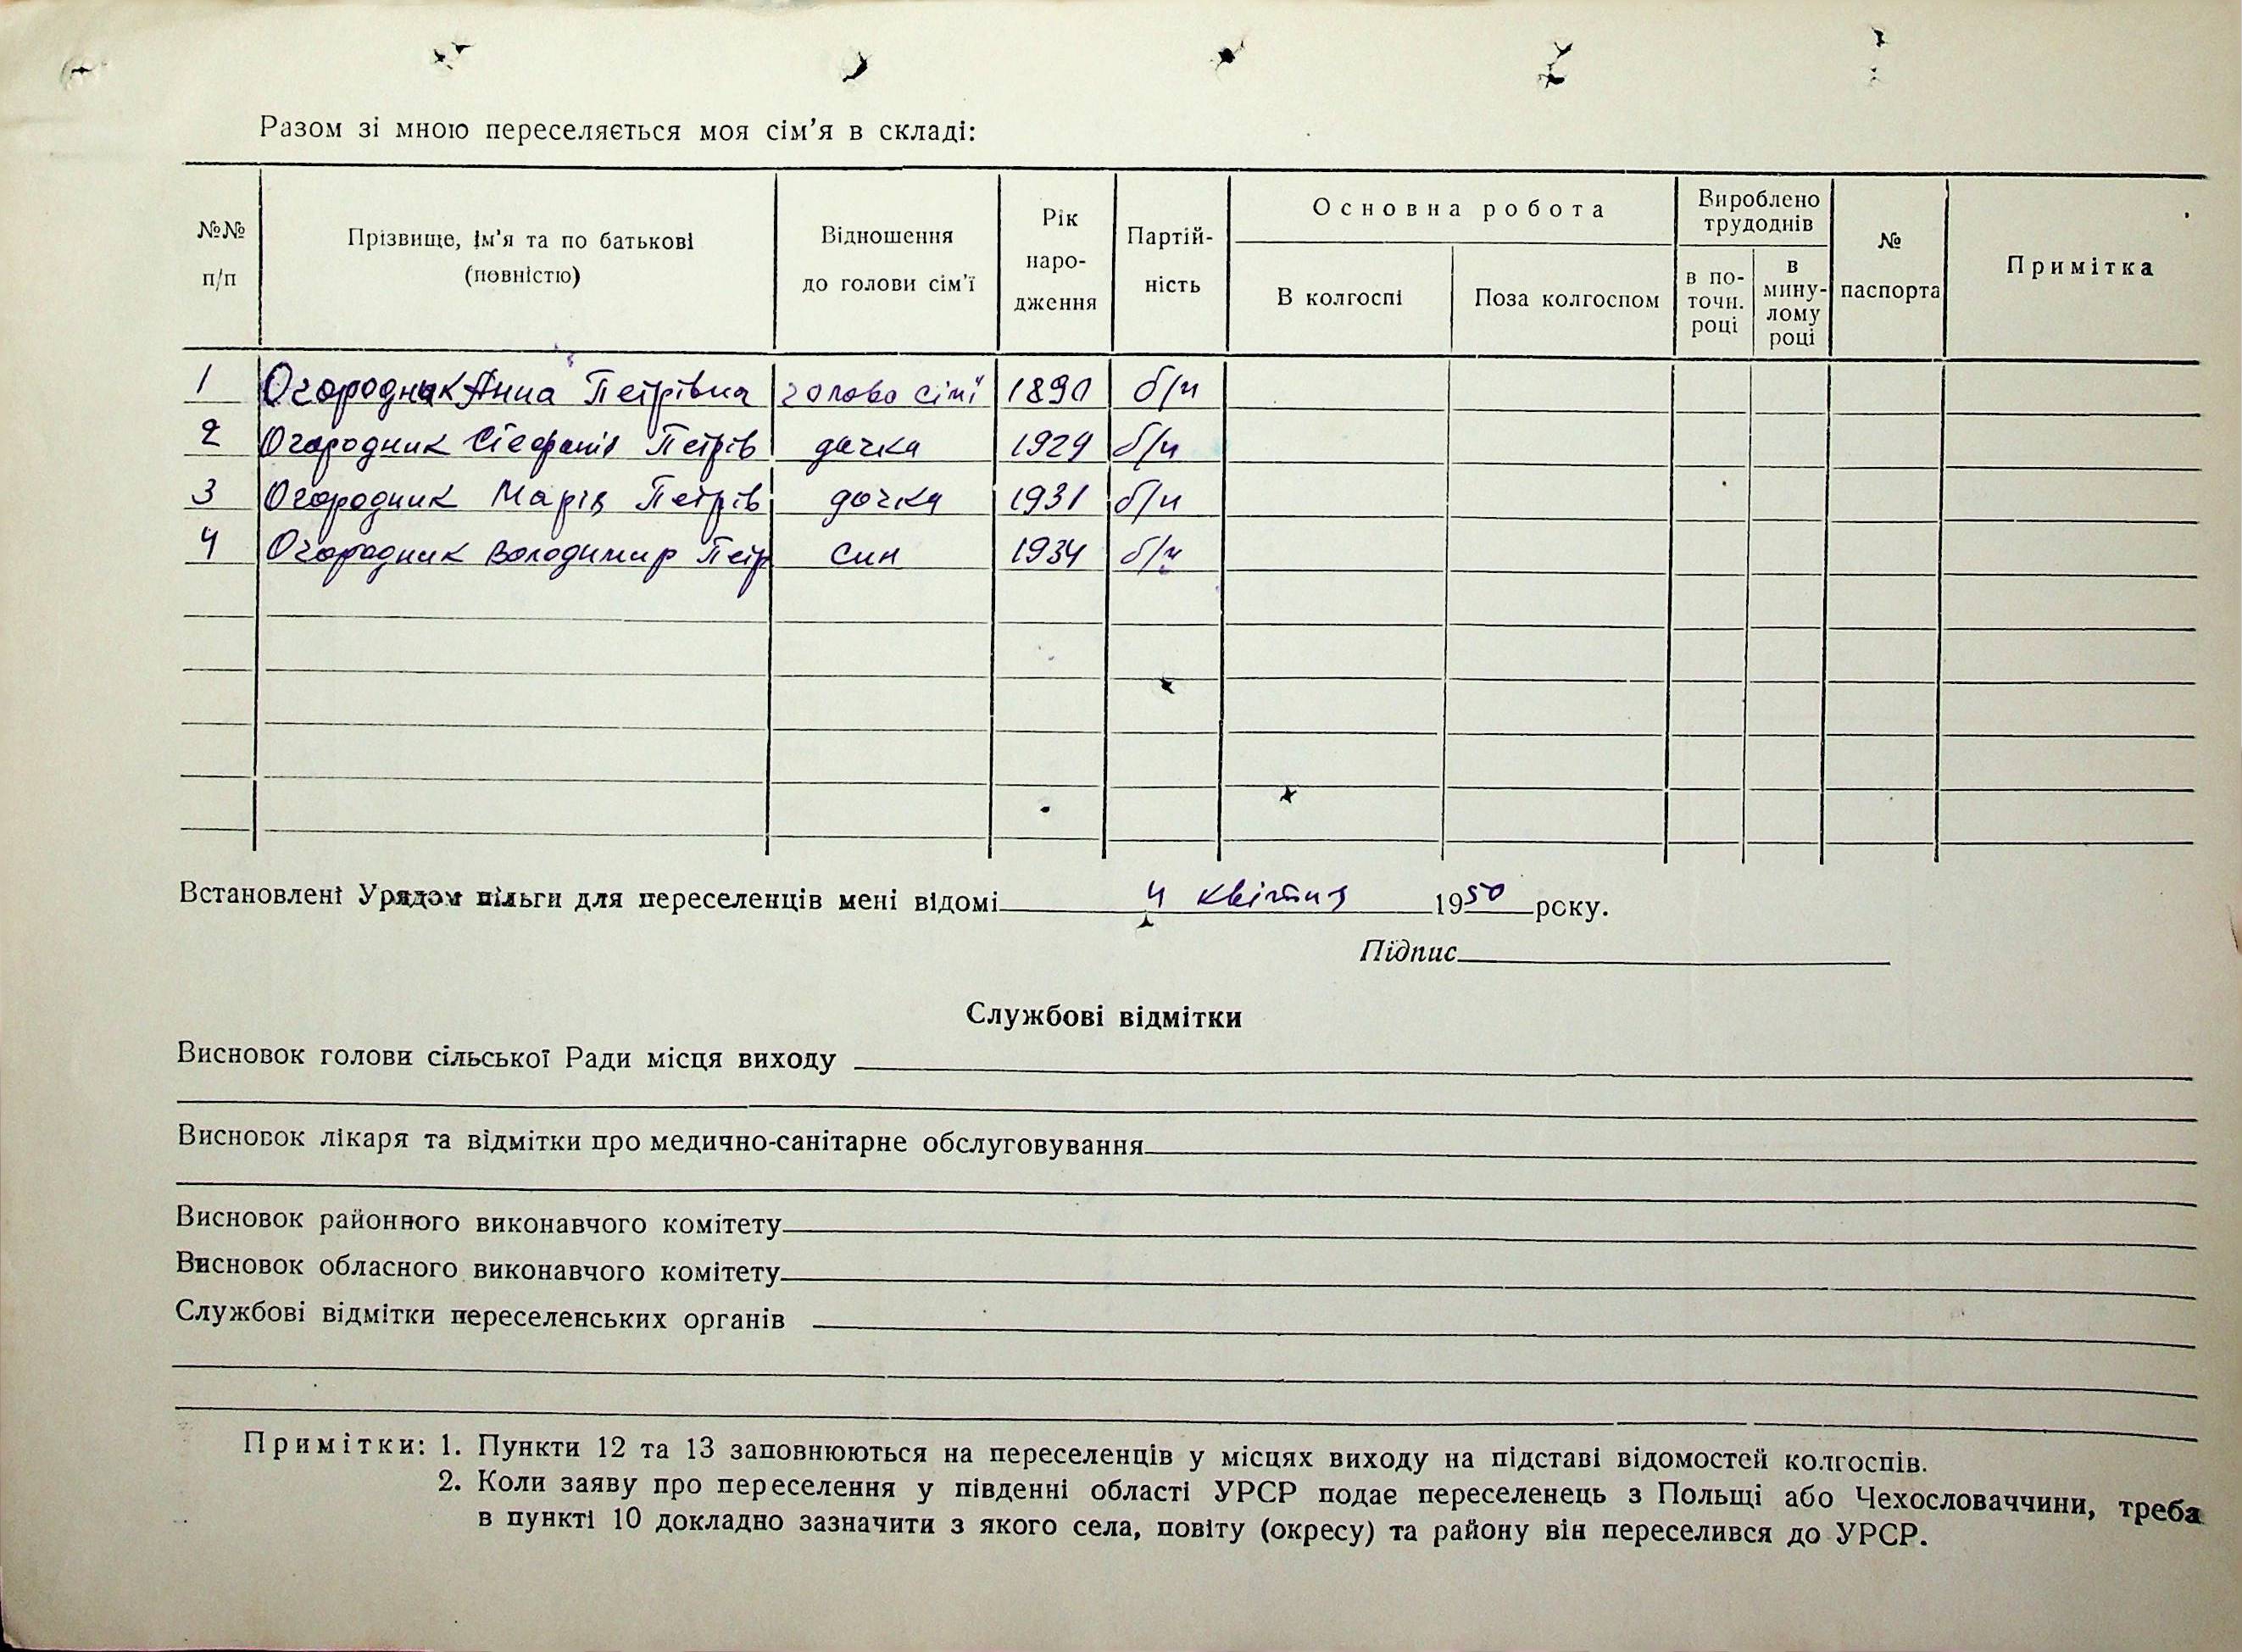 Разом зі мною переселяється моя сім'я в складі:
№№ п/п
Прізвище, ім'я та по батькові (повністю)
Відношення до голови сім'ї
Рік народження
Партійність
Основна робота
В колгоспі
Поза колгоспом
Вироблено трудоднів
в поточн. році
в минулому році
№ паспорта
Примітка
1 Огородник Анна Петрівна голова сімї 1890 б/п
2 Огородник Стефанія Петрів дочка 1929 б/п
3 Огородник Марія Петрів дочка 1931 б/п
4 Огородник Володимир Петр син 1934 б/п
Встановлені Урядом пільги для переселенців мені відомі 4 квітня 1950 року.
Підпис
Службові відмітки
Висновок голови сільської Ради місця виходу
Висновок лікаря та відмітки про медично-санітарне обслуговування
Висновок районного виконавчого комітету
Висновок обласного виконавчого комітету
Службові відмітки переселенських органів
Примітки: 1. Пункти 12 та 13 заповнюються на переселенців у місцях виходу на підставі відомостей колгоспів.
2. Коли заяву про переселення у південні області УРСР подає переселенець з Польщі або Чехословаччини, треба
в пункті 10 докладно зазначити з якого села, повіту (окресу) та району він переселився до УРСР.